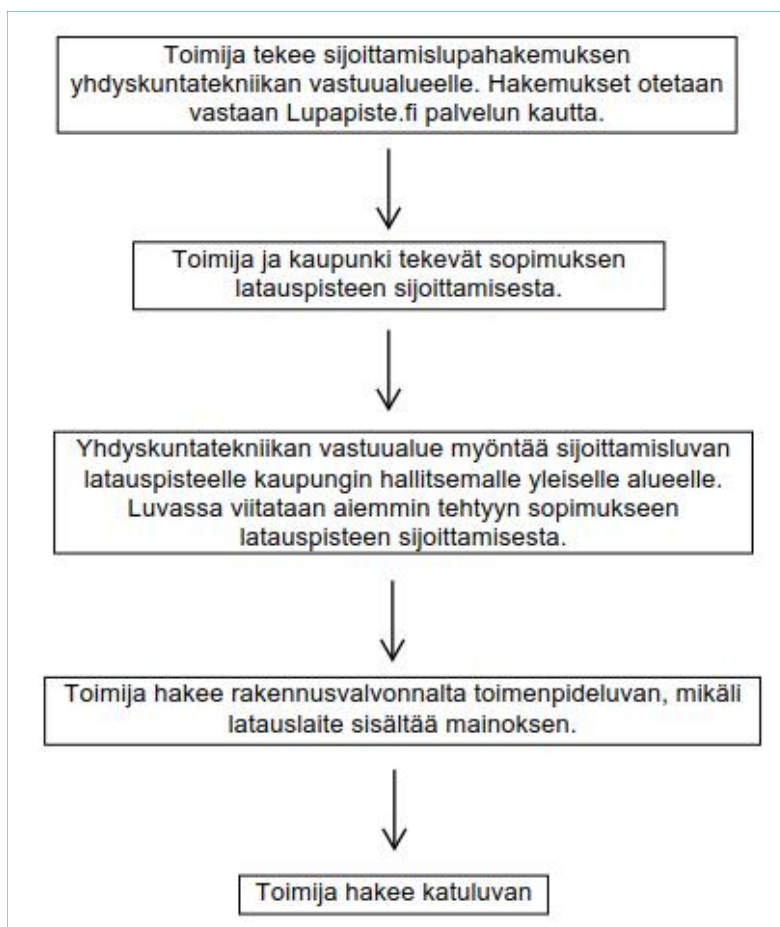 Toimija tekee sijoittamislupahakemuksen
yhdyskuntatekniikan vastuualueelle. Hakemukset otetaan
vastaan Lupapiste.fi palvelun kautta.
Toimija ja kaupunki tekevät sopimuksen
latauspisteen sijoittamisesta.
Yhdyskuntatekniikan vastuualue myöntää sijoittamisluvan
latauspisteelle kaupungin hallitsemalle yleiselle alueelle.
Luvassa viitataan aiemmin tehtyyn sopimukseen
latauspisteen sijoittamisesta.
Toimija hakee rakennusvalvonnalta toimenpideluvan, mikäli
latauslaite sisältää mainoksen.
Toimija hakee katuluvan